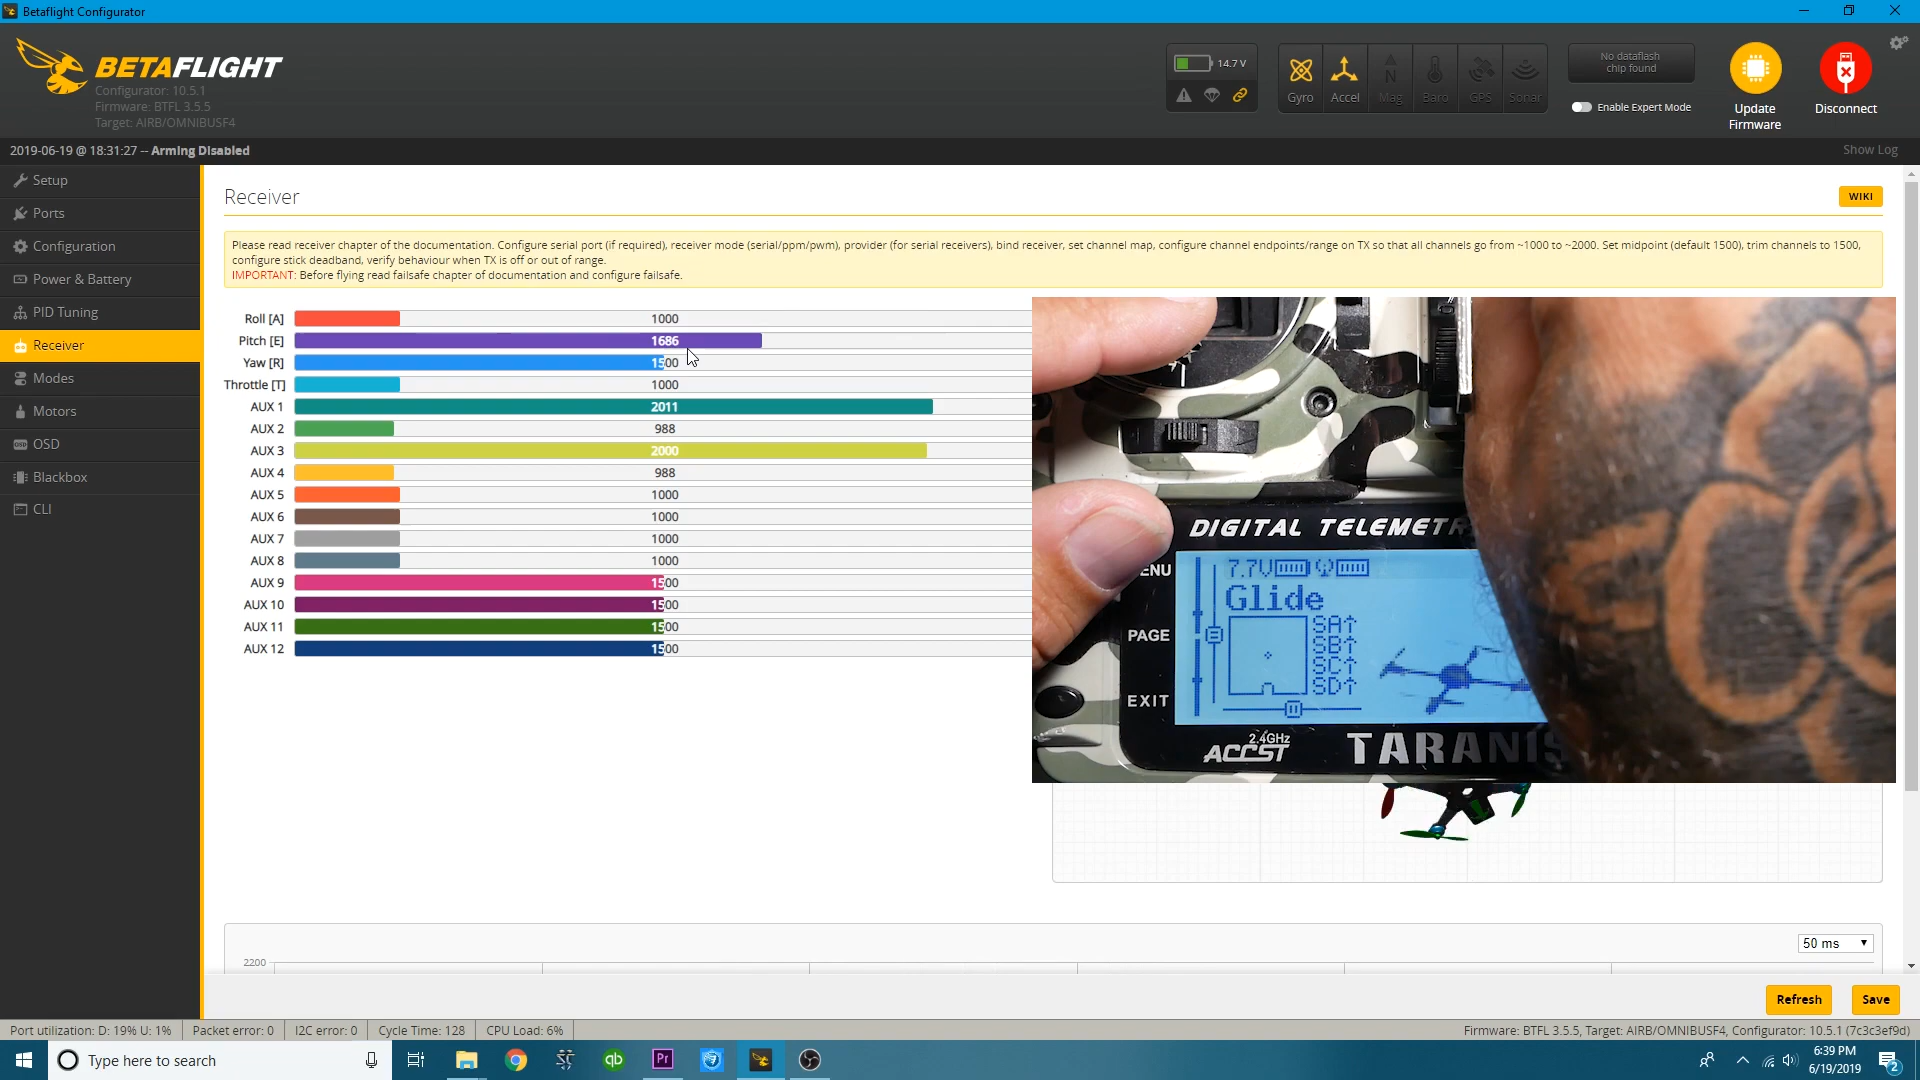 Betaflight Configurator
BETAFLIGHT
Configurator: 10.5.1
Firmware: BTFL 3.5.5
Target: AIRB/OMNIBUSF4
14.7 V
Gyro
Accel
Mag
Baro
GPS
Sonar
No dataflash
chip found
Enable Expert Mode
Update
Firmware
Disconnect
2019-06-19 @ 18:31:27 -- Arming Disabled
Show Log
Setup
Ports
Configuration
Power & Battery
PID Tuning
Receiver
Modes
Motors
OSD
Blackbox
CLI
Receiver
WIKI
Please read receiver chapter of the documentation. Configure serial port (if required), receiver mode (serial/ppm/pwm), provider (for serial receivers), bind receiver, set channel map, configure channel endpoints/range on TX so that all channels go from ~1000 to ~2000. Set midpoint (default 1500), trim channels to 1500,
configure stick deadband, verify behaviour when TX is off or out of range.
IMPORTANT: Before flying read failsafe chapter of documentation and configure failsafe.
Roll [A] 1000
Pitch [E] 1686
Yaw [R] 1500
Throttle [T] 1000
AUX 1 2011
AUX 2 988
AUX 3 2000
AUX 4 988
AUX 5 1000
AUX 6 1000
AUX 7 1000
AUX 8 1000
AUX 9 1500
AUX 10 1500
AUX 11 1500
AUX 12 1500
DIGITAL TELEMETR
ENU
PAGE
EXIT
7.7V
Glide
SA↑
SB↑
SC↑
SD↑
2.4GHz
ACCST
TARANIS
50 ms
2200
Refresh
Save
Port utilization: D: 19% U: 1%
Packet error: 0
I2C error: 0
Cycle Time: 128
CPU Load: 6%
Firmware: BTFL 3.5.5, Target: AIRB/OMNIBUSF4, Configurator: 10.5.1 (7c3c3ef9d)
Type here to search
qb
Pr
6:39 PM
6/19/2019
2